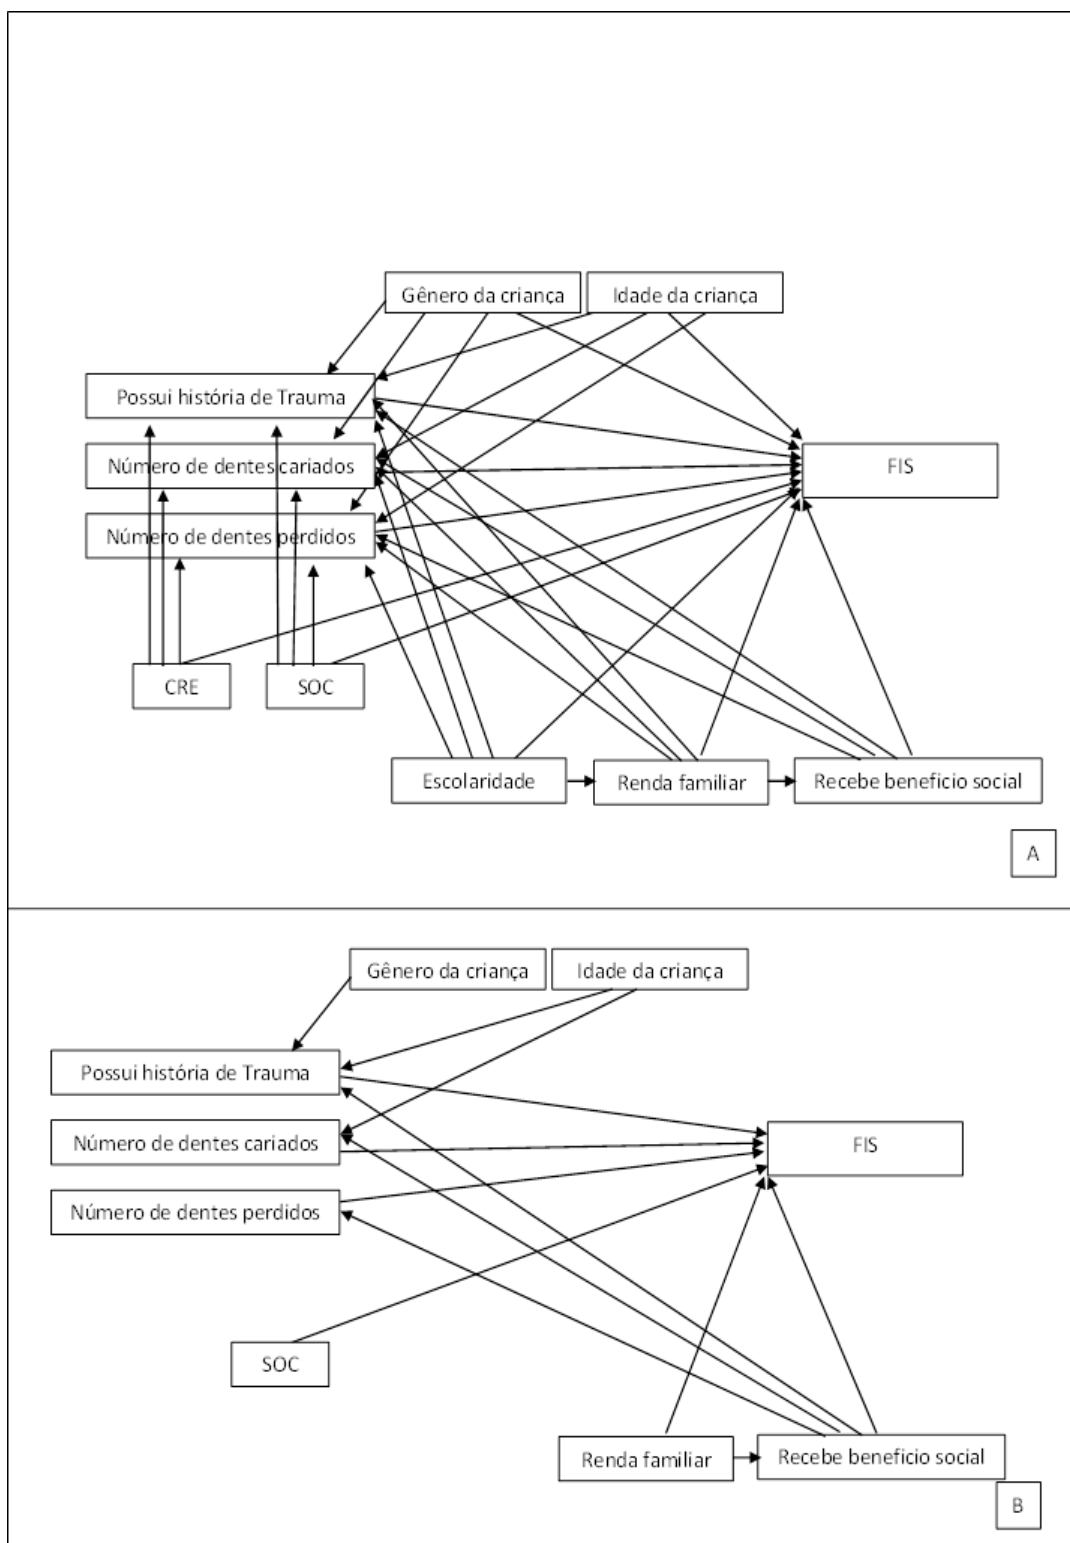 Gênero da criança
Idade da criança
Possui história de Trauma
Número de dentes cariados
FIS
Número de dentes perdidos
CRE
SOC
Escolaridade
Renda familiar
Recebe beneficio social
A
Gênero da criança
Idade da criança
Possui história de Trauma
Número de dentes cariados
FIS
Número de dentes perdidos
SOC
Renda familiar
Recebe beneficio social
B